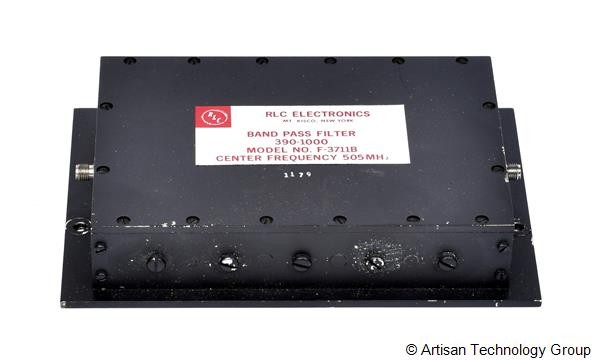 RLC
RLC ELECTRONICS
MT. KISCO, NEW YORK
BAND PASS FILTER
390-1000
MODEL NO. F-3711B
CENTER FREQUENCY 505MHz
1179
© Artisan Technology Group